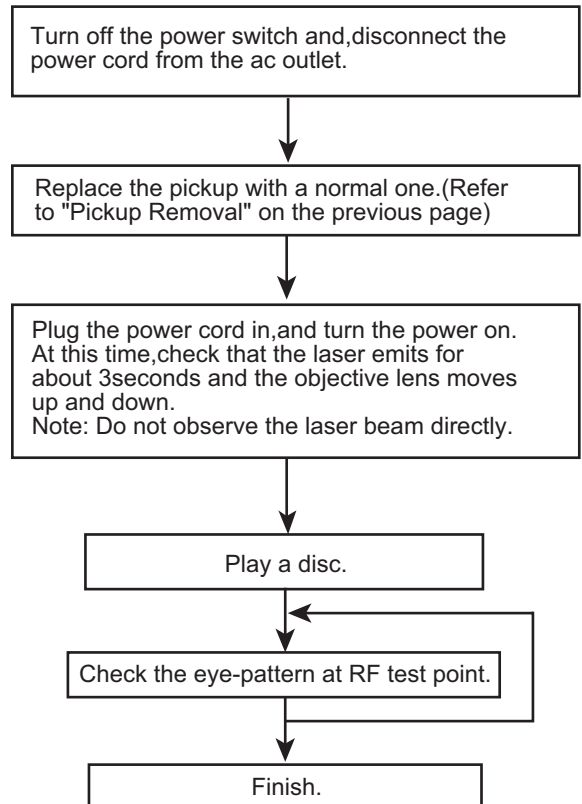 Turn off the power switch and,disconnect the
power cord from the ac outlet.
Replace the pickup with a normal one.(Refer
to "Pickup Removal" on the previous page)
Plug the power cord in,and turn the power on.
At this time,check that the laser emits for
about 3seconds and the objective lens moves
up and down.
Note: Do not observe the laser beam directly.
Play a disc.
Check the eye-pattern at RF test point.
Finish.